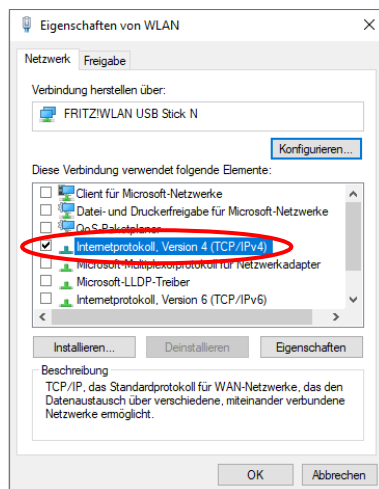 Eigenschaften von WLAN
Netzwerk Freigabe
Verbindung herstellen über:
FRITZ!WLAN USB Stick N
Konfigurieren...
Diese Verbindung verwendet folgende Elemente:
Client für Microsoft-Netzwerke
Datei- und Druckerfreigabe für Microsoft-Netzwerke
QoS-Paketplaner
Internetprotokoll, Version 4 (TCP/IPv4)
Microsoft-Multiplexorprotokoll für Netzwerkadapter
Microsoft-LLDP-Treiber
Internetprotokoll, Version 6 (TCP/IPv6)
Installieren... Deinstallieren Eigenschaften
Beschreibung
TCP/IP, das Standardprotokoll für WAN-Netzwerke, das den
Datenaustausch über verschiedene, miteinander verbundene
Netzwerke ermöglicht.
OK Abbrechen